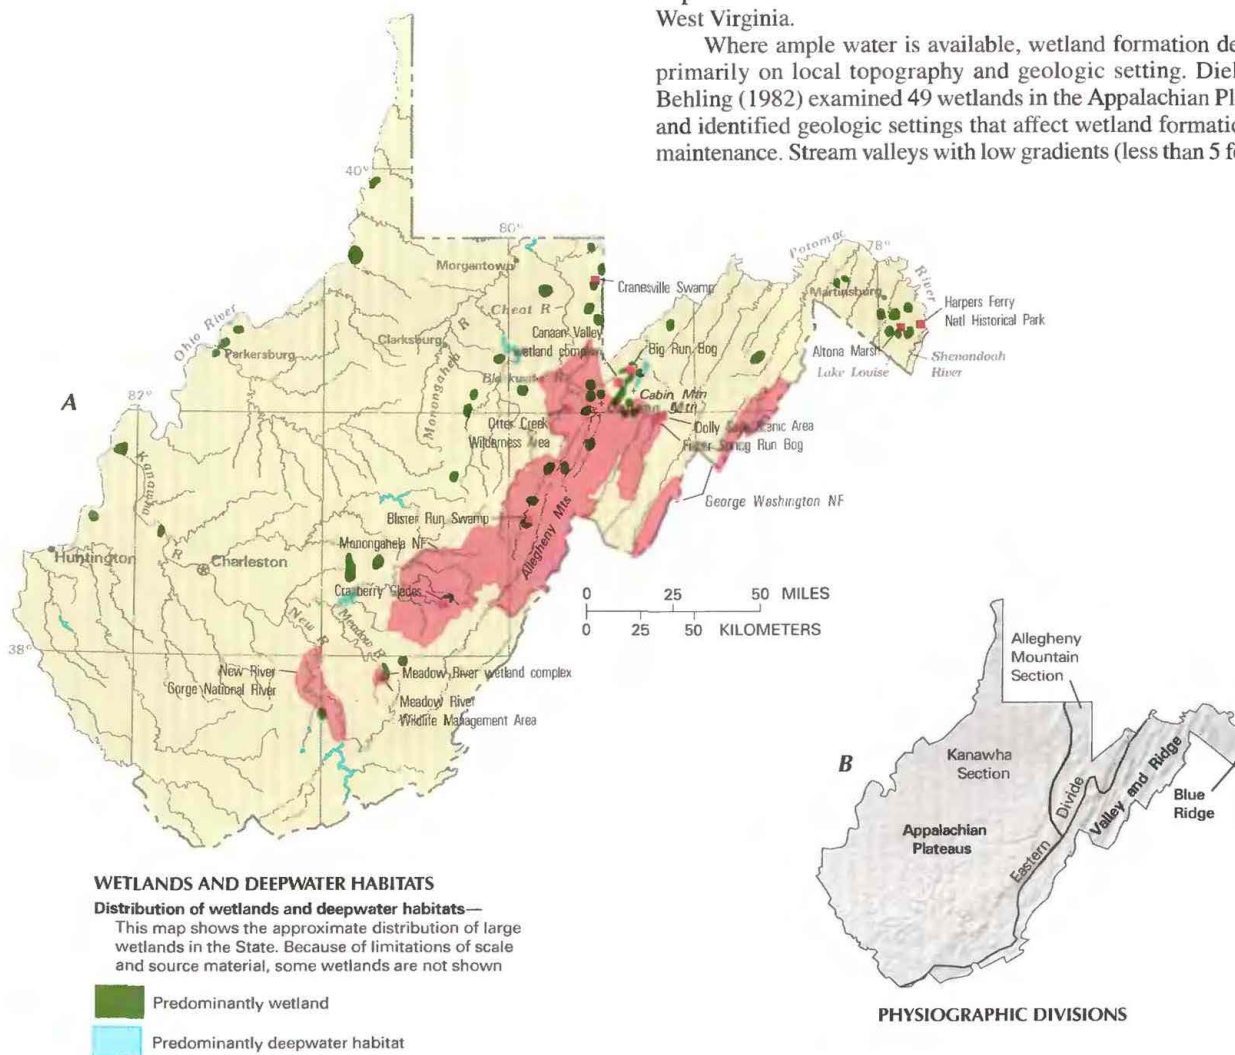 West Virginia.
Where ample water is available, wetland formation de
primarily on local topography and geologic setting. Diel
Behling (1982) examined 49 wetlands in the Appalachian Pl
and identified geologic settings that affect wetland formatio
maintenance. Stream valleys with low gradients (less than 5 fe
40°
80°
Morgantown
Cheat R
Cranesville Swamp
Potomac
River
78°
Martinsburg
Harpers Ferry
Natl Historical Park
Altona Marsh
Lake Louise
Shenandoah
River
Ohio River
Parkersburg
Clarksburg
Monongahela
R
Canaan Valley
wetland complex
Big Run Bog
Cabin Mtn
Mtn
Otter Creek
Wilderness Area
Dolly Sods Scenic Area
Run Bog
George Washington NF
A
82°
Kanawha
R
Blister Run Swamp
Monongahela NF
Allegheny Mts
Huntington
Charleston
Cranberry Glades
New R
Meadow R
38°
New River
Gorge National River
Meadow River wetland complex
Meadow River
Wildlife Management Area
0 25 50 MILES
0 25 50 KILOMETERS
Allegheny
Mountain
Section
B
Kanawha
Section
Appalachian
Plateaus
Eastern
Divide
Valley and Ridge
Blue
Ridge
PHYSIOGRAPHIC DIVISIONS
WETLANDS AND DEEPWATER HABITATS
Distribution of wetlands and deepwater habitats—
This map shows the approximate distribution of large
wetlands in the State. Because of limitations of scale
and source material, some wetlands are not shown
Predominantly wetland
Predominantly deepwater habitat